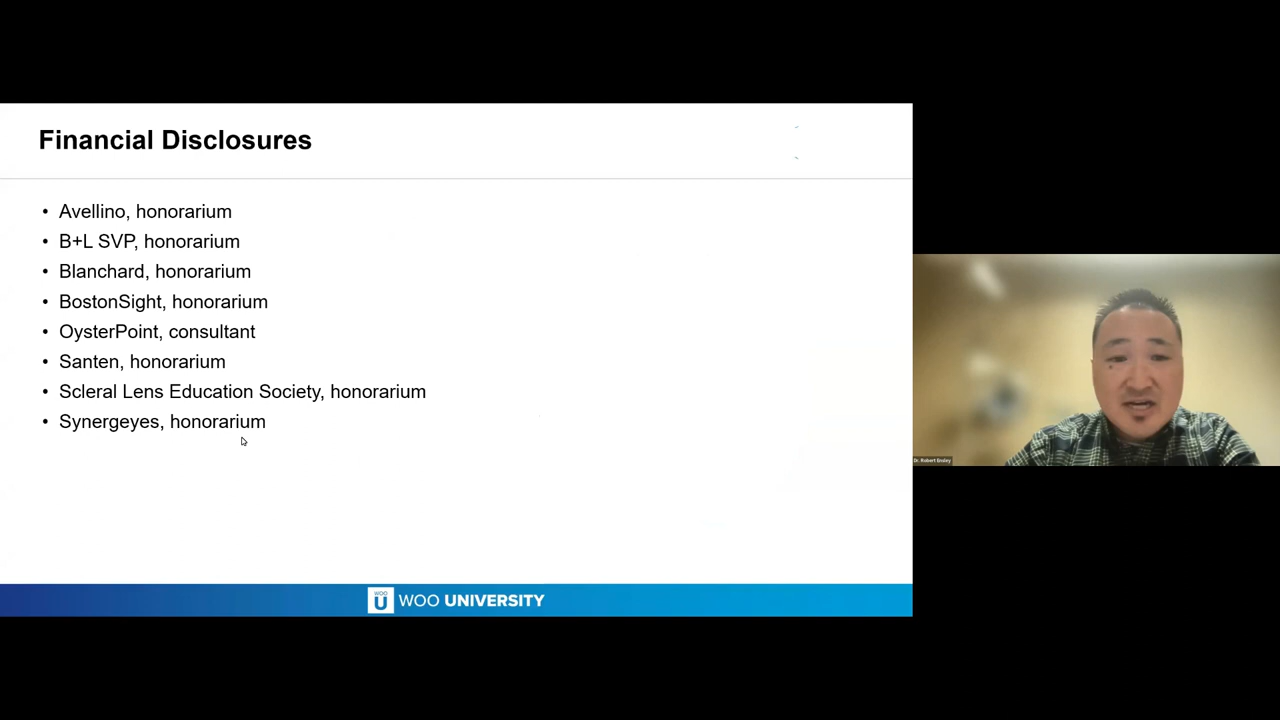 Financial Disclosures
• Avellino, honorarium
• B+L SVP, honorarium
• Blanchard, honorarium
• BostonSight, honorarium
• OysterPoint, consultant
• Santen, honorarium
• Scleral Lens Education Society, honorarium
• Synergeyes, honorarium
Dr. Robert Ensley
WOO U WOO UNIVERSITY